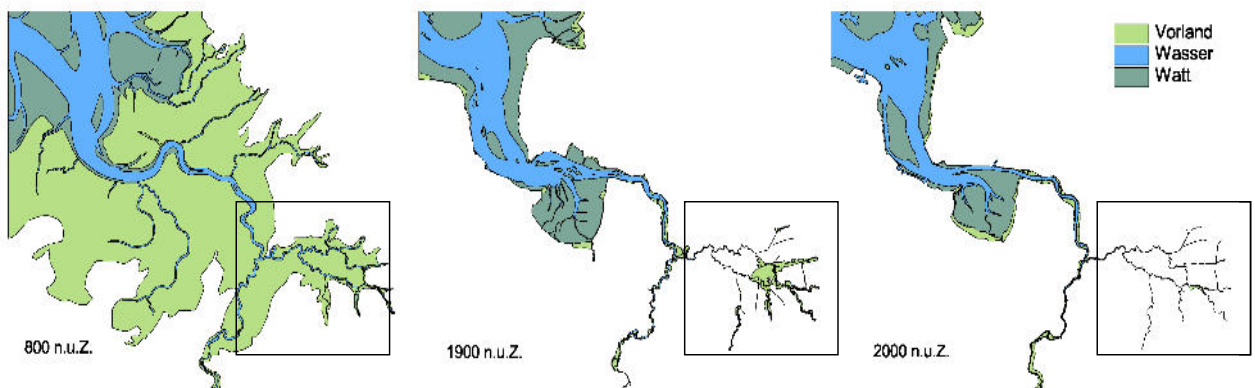 Vorland
Wasser
Watt
800 n.u.Z.
1900 n.u.Z.
2000 n.u.Z.